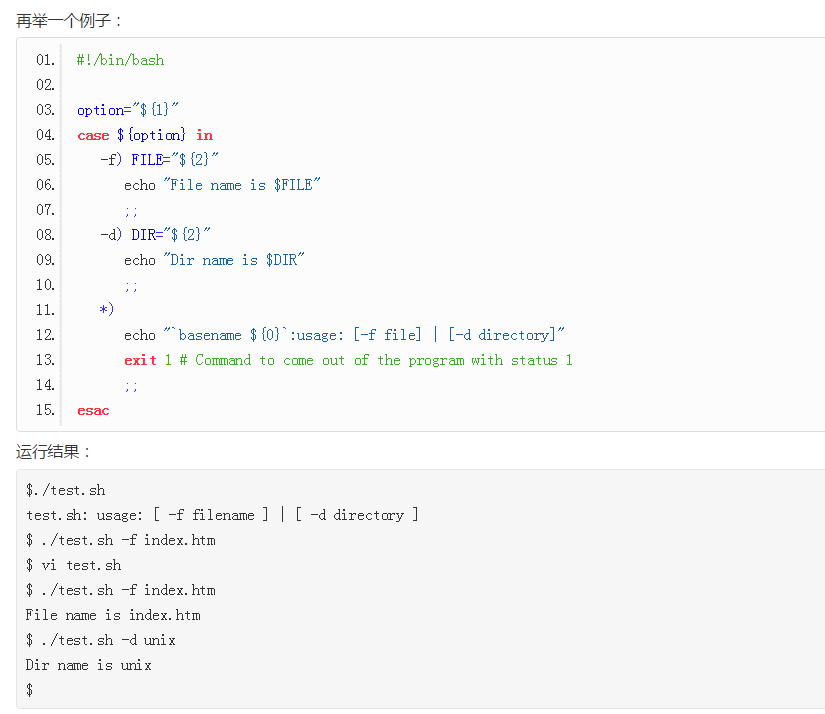 再举一个例子：
01. #!/bin/bash
02.
03. option="${1}"
04. case ${option} in
05.    -f) FILE="${2}"
06.       echo "File name is $FILE"
07.       ;;
08.    -d) DIR="${2}"
09.       echo "Dir name is $DIR"
10.       ;;
11.    *)
12.       echo "`basename ${0}`:usage: [-f file] | [-d directory]"
13.       exit 1 # Command to come out of the program with status 1
14.       ;;
15. esac
运行结果：
$./test.sh
test.sh: usage: [ -f filename ] | [ -d directory ]
$ ./test.sh -f index.htm
$ vi test.sh
$ ./test.sh -f index.htm
File name is index.htm
$ ./test.sh -d unix
Dir name is unix
$